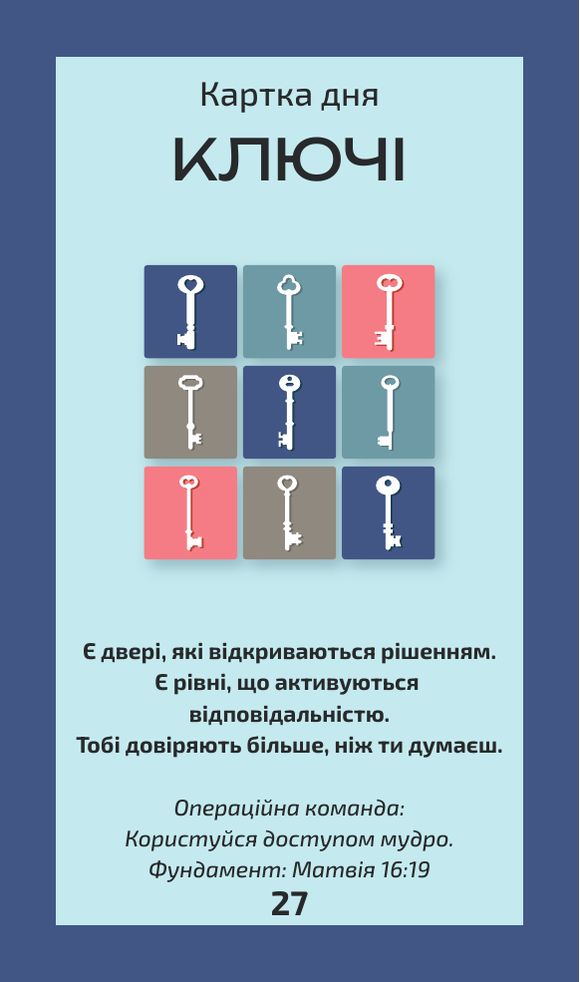 Картка дня
КЛЮЧІ
Є двері, які відкриваються рішенням.
Є рівні, що активуються
відповідальністю.
Тобі довіряють більше, ніж ти думаєш.
Операційна команда:
Користуйся доступом мудро.
Фундамент: Матвія 16:19
27